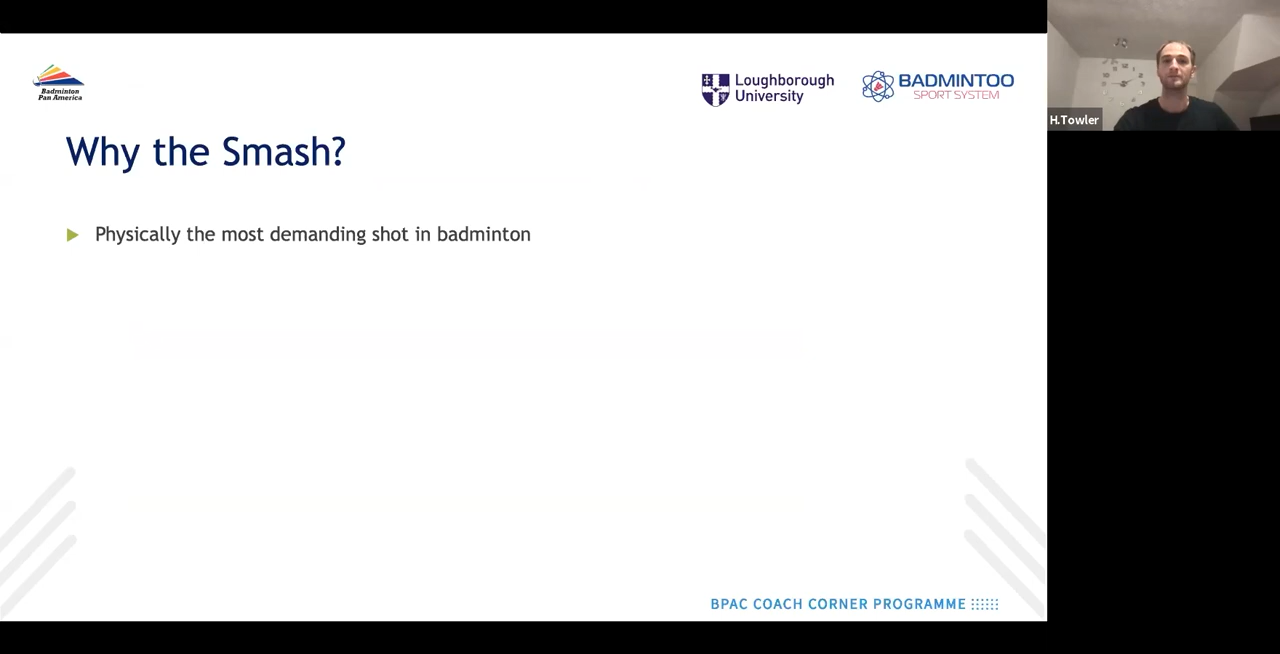 Badminton
Pan America
Loughborough
University
BADMINTOO
SPORT SYSTEM
H.Towler
Why the Smash?
Physically the most demanding shot in badminton
BPAC COACH CORNER PROGRAMME